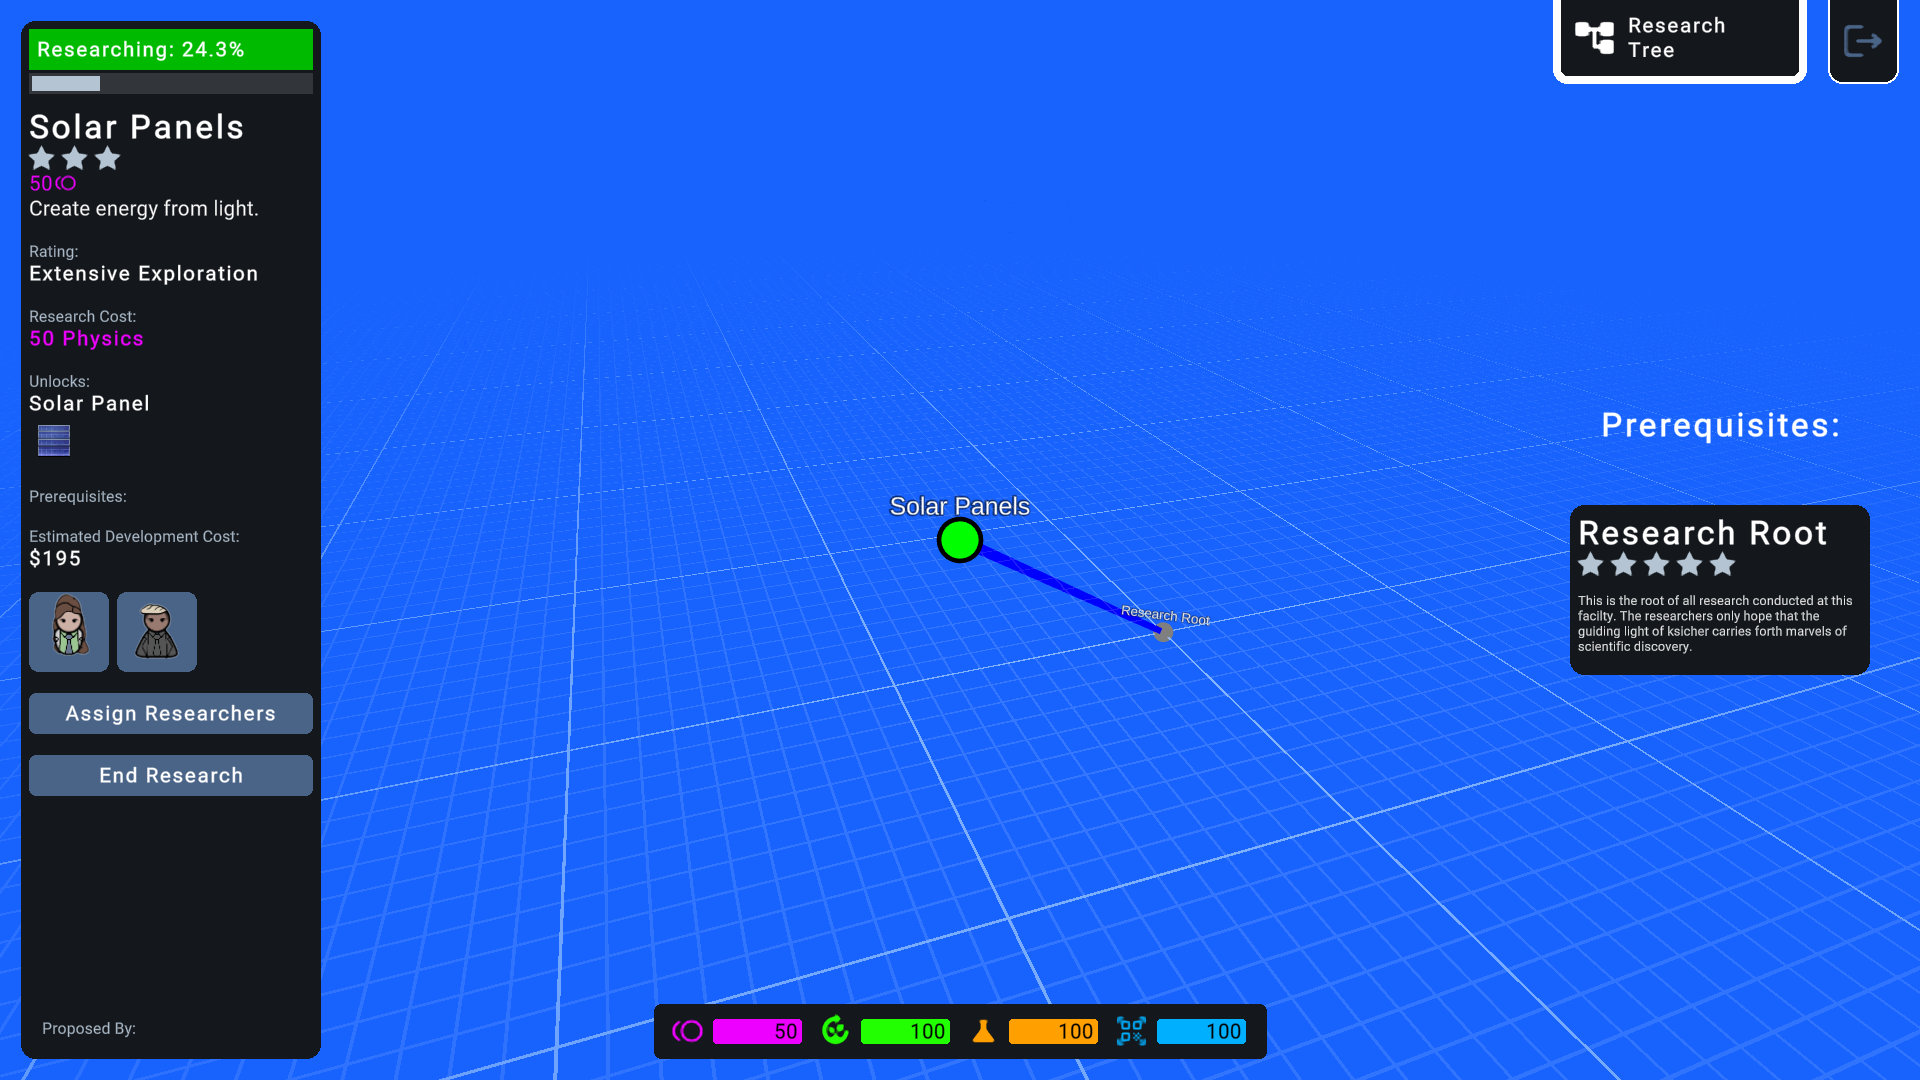 Researching: 24.3%
Solar Panels
50
Create energy from light.
Rating:
Extensive Exploration
Research Cost:
50 Physics
Unlocks:
Solar Panel
Prerequisites:
Estimated Development Cost:
$195
Assign Researchers
End Research
Proposed By:
Solar Panels
Research Root
Research
Tree
Prerequisites:
Research Root
This is the root of all research conducted at this
facilty. The researchers only hope that the
guiding light of ksicher carries forth marvels of
scientific discovery.
50
100
100
100